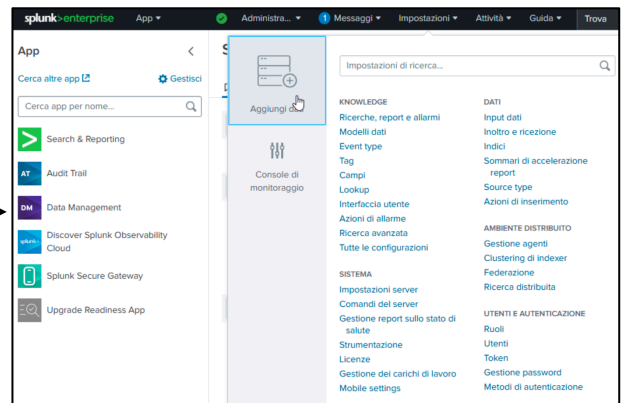 splunk>enterprise App ▾ Administra... ▾ 1 Messaggi ▾ Impostazioni ▾ Attività ▾ Guida ▾ Trova
App
Cerca altre app
Gestisci
Cerca app per nome...
Search & Reporting
AT Audit Trail
DM Data Management
Discover Splunk Observability
Cloud
Splunk Secure Gateway
Upgrade Readiness App
Aggiungi
Console di
monitoraggio
Impostazioni di ricerca...
KNOWLEDGE
Ricerche, report e allarmi
Modelli dati
Event type
Tag
Campi
Lookup
Interfaccia utente
Azioni di allarme
Ricerca avanzata
Tutte le configurazioni
SISTEMA
Impostazioni server
Comandi del server
Gestione report sullo stato di
salute
Strumentazione
Licenze
Gestione dei carichi di lavoro
Mobile settings
DATI
Input dati
Inoltro e ricezione
Indici
Sommari di accelerazione
report
Source type
Azioni di inserimento
AMBIENTE DISTRIBUITO
Gestione agenti
Clustering di indexer
Federazione
Ricerca distribuita
UTENTI E AUTENTICAZIONE
Ruoli
Utenti
Token
Gestione password
Metodi di autenticazione